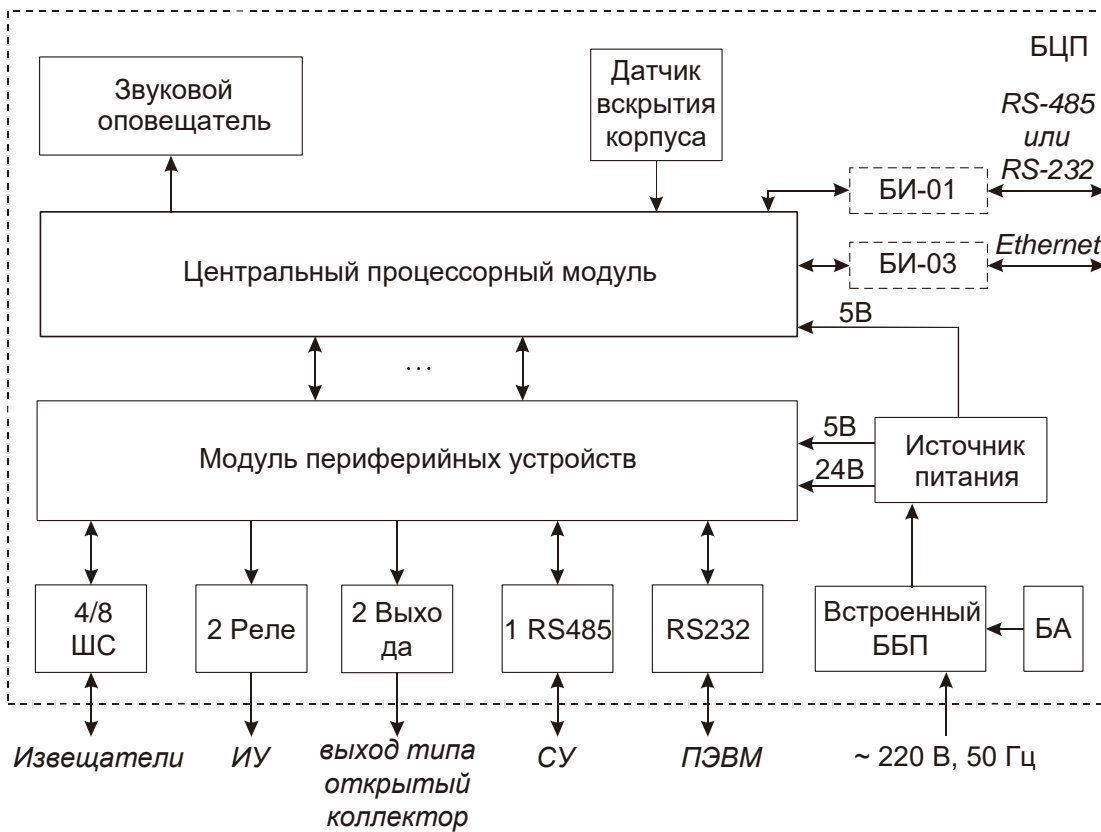 БЦП
Звуковой
оповещатель
Датчик
вскрытия
корпуса
RS-485
или
RS-232
БИ-01
Центральный процессорный модуль
БИ-03
Ethernet
5В
...
Модуль периферийных устройств
5В
24В
Источник
питания
4/8
ШС
2 Реле
2 Выхо
да
1 RS485
RS232
Встроенный
ББП
БА
Извещатели
ИУ
выход типа
открытый
коллектор
СУ
ПЭВМ
~ 220 В, 50 Гц